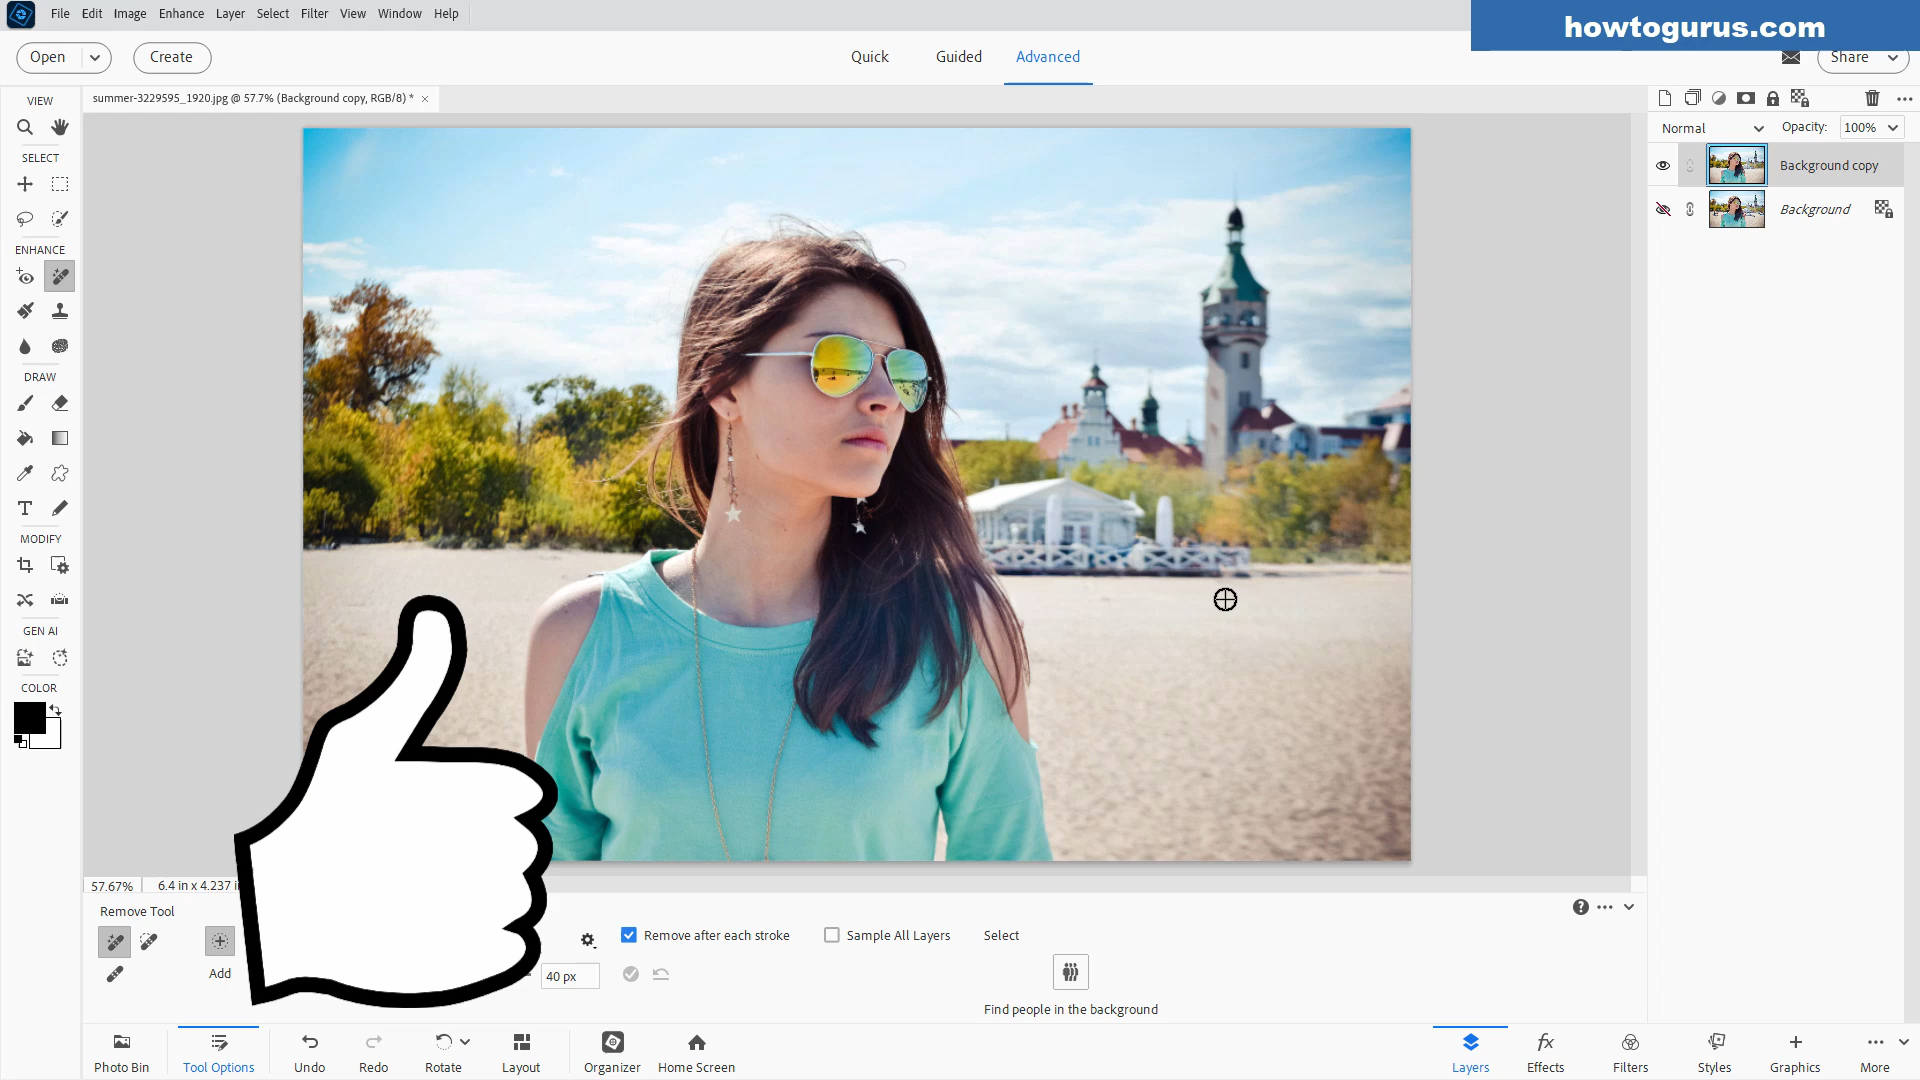 File Edit Image Enhance Layer Select Filter View Window Help
howtogurus.com
Open Create Quick Guided Advanced Share
VIEW
summer-3229595_1920.jpg @ 57.7% (Background copy, RGB/8) * ×
Normal Opacity: 100%
SELECT
Background copy
Background
ENHANCE
DRAW
T
MODIFY
GEN AI
COLOR
57.67% 6.4 in x 4.237 i
Remove Tool
Remove after each stroke Sample All Layers Select
Add 40 px
Find people in the background
Photo Bin Tool Options Undo Redo Rotate Layout Organizer Home Screen Layers Effects Filters Styles Graphics More